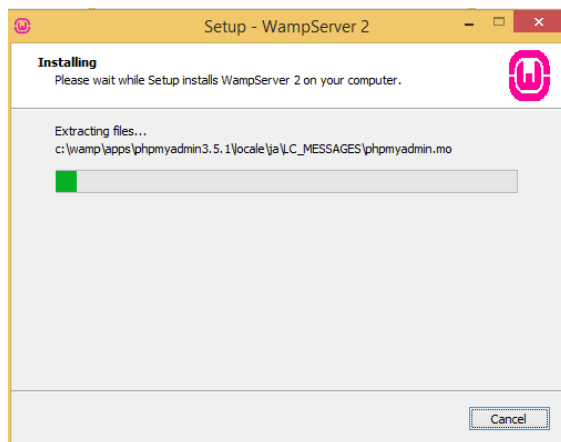 Setup - WampServer 2
Installing
Please wait while Setup installs WampServer 2 on your computer.
Extracting files...
c:\wamp\apps\phpmyadmin3.5.1\locale\ja\LC_MESSAGES\phpmyadmin.mo
Cancel